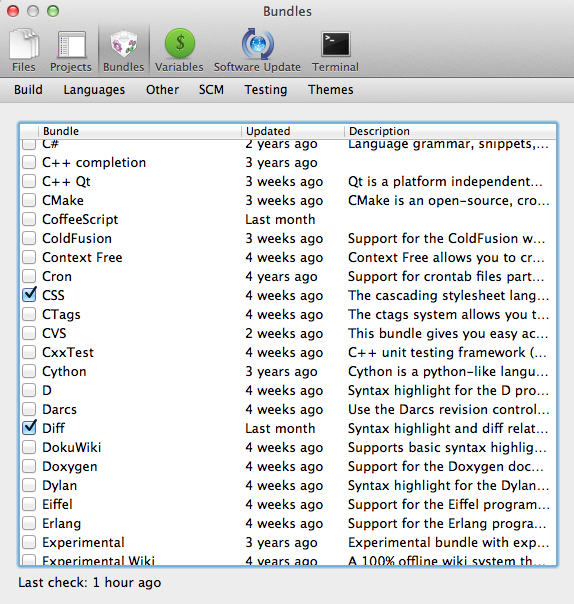 Bundles
Files Projects Bundles Variables Software Update Terminal
Build Languages Other SCM Testing Themes
Bundle Updated Description
C# 2 years ago Language grammar, snippets,...
C++ completion 3 years ago
C++ Qt 3 weeks ago Qt is a platform independent...
CMake 3 weeks ago CMake is an open-source, cro...
CoffeeScript Last month
ColdFusion 3 weeks ago Support for the ColdFusion w...
Context Free 4 weeks ago Context Free allows you to cr...
Cron 4 years ago Support for crontab files part...
CSS 4 weeks ago The cascading stylesheet lang...
CTags 4 weeks ago The ctags system allows you t...
CVS 2 weeks ago This bundle gives you easy ac...
CxxTest 4 weeks ago C++ unit testing framework (...
Cython 3 years ago Cython is a python-like langu...
D 4 weeks ago Syntax highlight for the D pro...
Darcs 4 weeks ago Use the Darcs revision control...
Diff Last month Syntax highlight and diff relat...
DokuWiki 4 weeks ago Supports basic syntax highlig...
Doxygen 4 weeks ago Support for the Doxygen doc...
Dylan 4 weeks ago Syntax highlight for the Dylan...
Eiffel 4 weeks ago Support for the Eiffel program...
Erlang 4 weeks ago Support for the Erlang progra...
Experimental 3 years ago Experimental bundle with exp...
Experimental Wiki 4 years ago A 100% offline wiki system th...
Last check: 1 hour ago